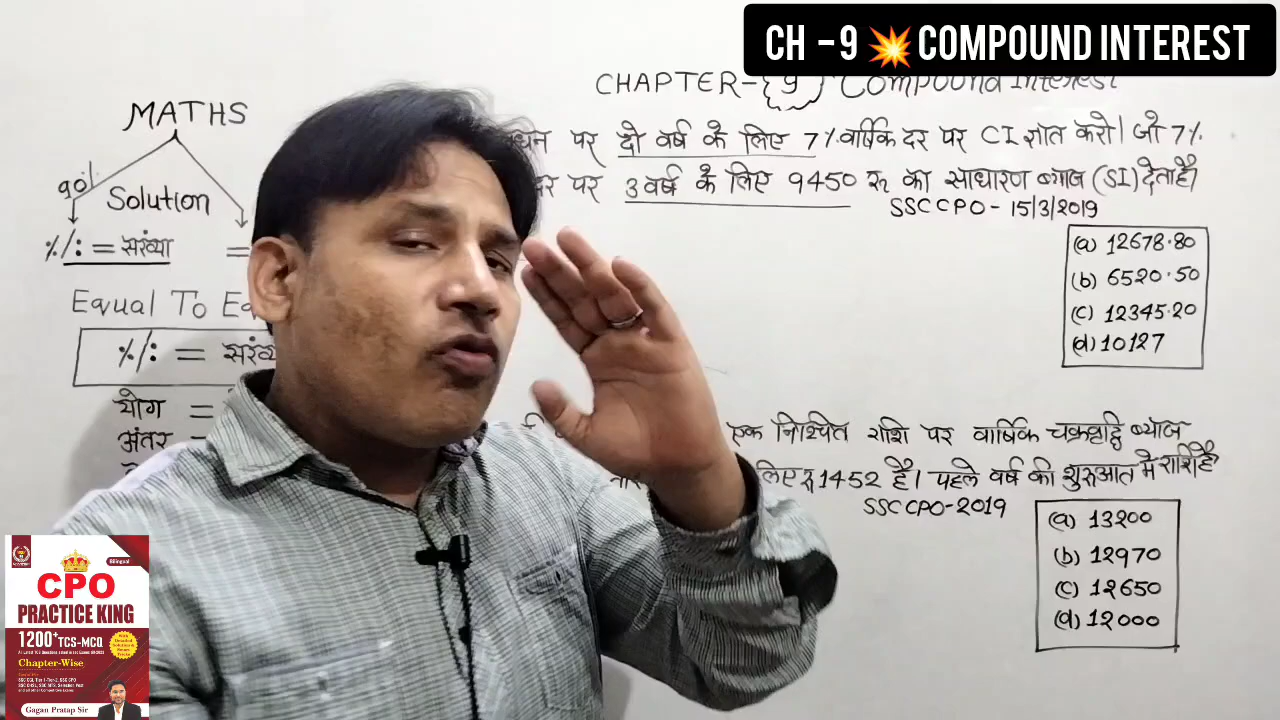 CH - 9 💥 COMPOUND INTEREST
CHAPTER-{9} Compound Interest
MATHS
90%
Solution
%/: = संख्या =
Equal To
%/: =
योग =
अंतर
पर दो वर्ष के लिए 7% वार्षिक दर पर CI ज्ञात करो। जो 7%
पर 3 वर्ष के लिए 9450 रू का साधारण ब्याज (SI) देता है।
SSC CPO - 15/3/2019
(a) 12678.80
(b) 6520.50
(c) 12345.20
(d) 10127
एक निश्चित राशि पर वार्षिक चक्रवृद्धि ब्याज
लिए रू 1452 है। पहले वर्ष की शुरुआत में राशि है
SSC CPO-2019
(a) 13200
(b) 12970
(c) 12650
(d) 12000
Bilingual
CPO
PRACTICE KING
1200+ TCS-MCQ
Chapter-Wise
Gagan Pratap Sir